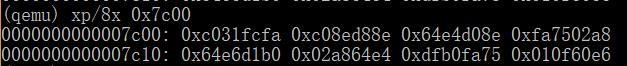 (qemu) xp/8x 0x7c00
0000000000007c00: 0xc031fcfa 0xc08ed88e 0x64e4d08e 0xfa7502a8
0000000000007c10: 0x64e6d1b0 0x02a864e4 0xdfb0fa75 0x010f60e6